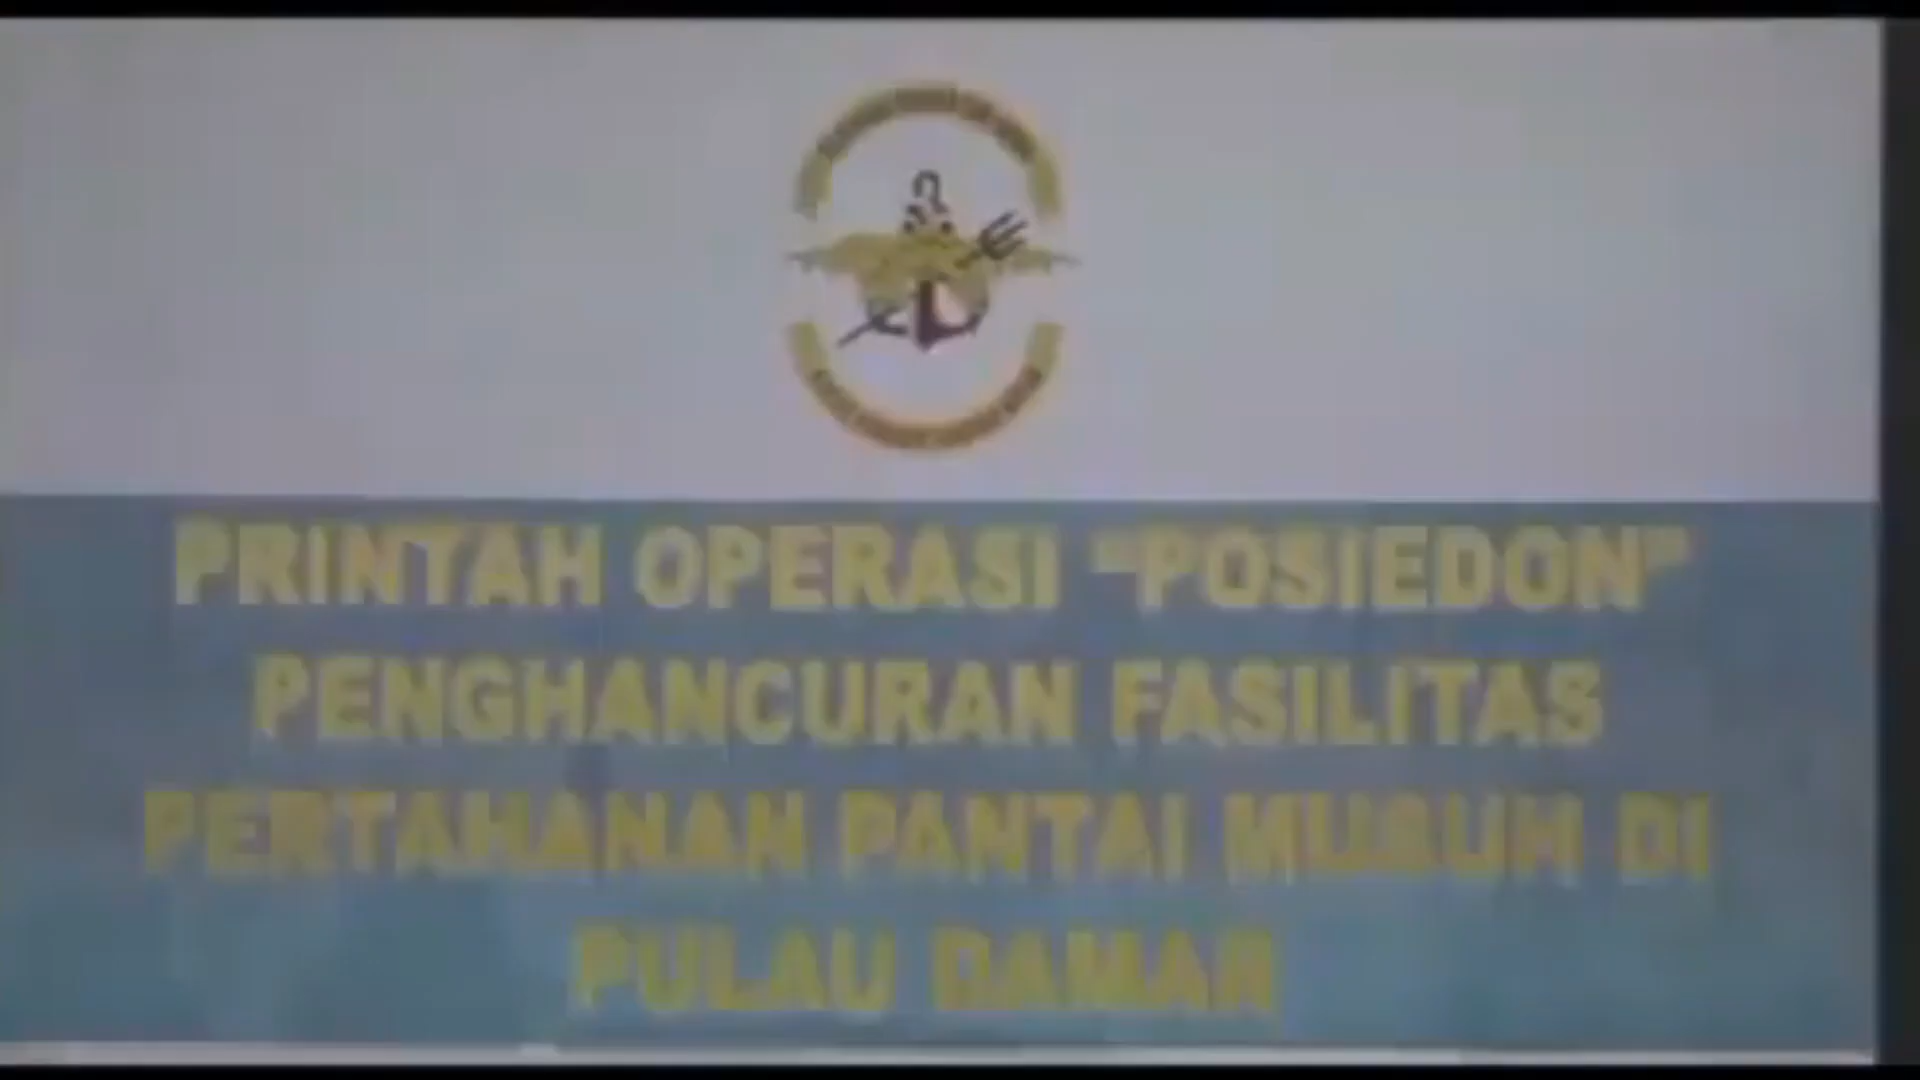 PRINTAH OPERASI "POSIEDON"
PENGHANCURAN FASILITAS
PERTAHANAN PANTAI MUSUH DI
PULAU DAMAR